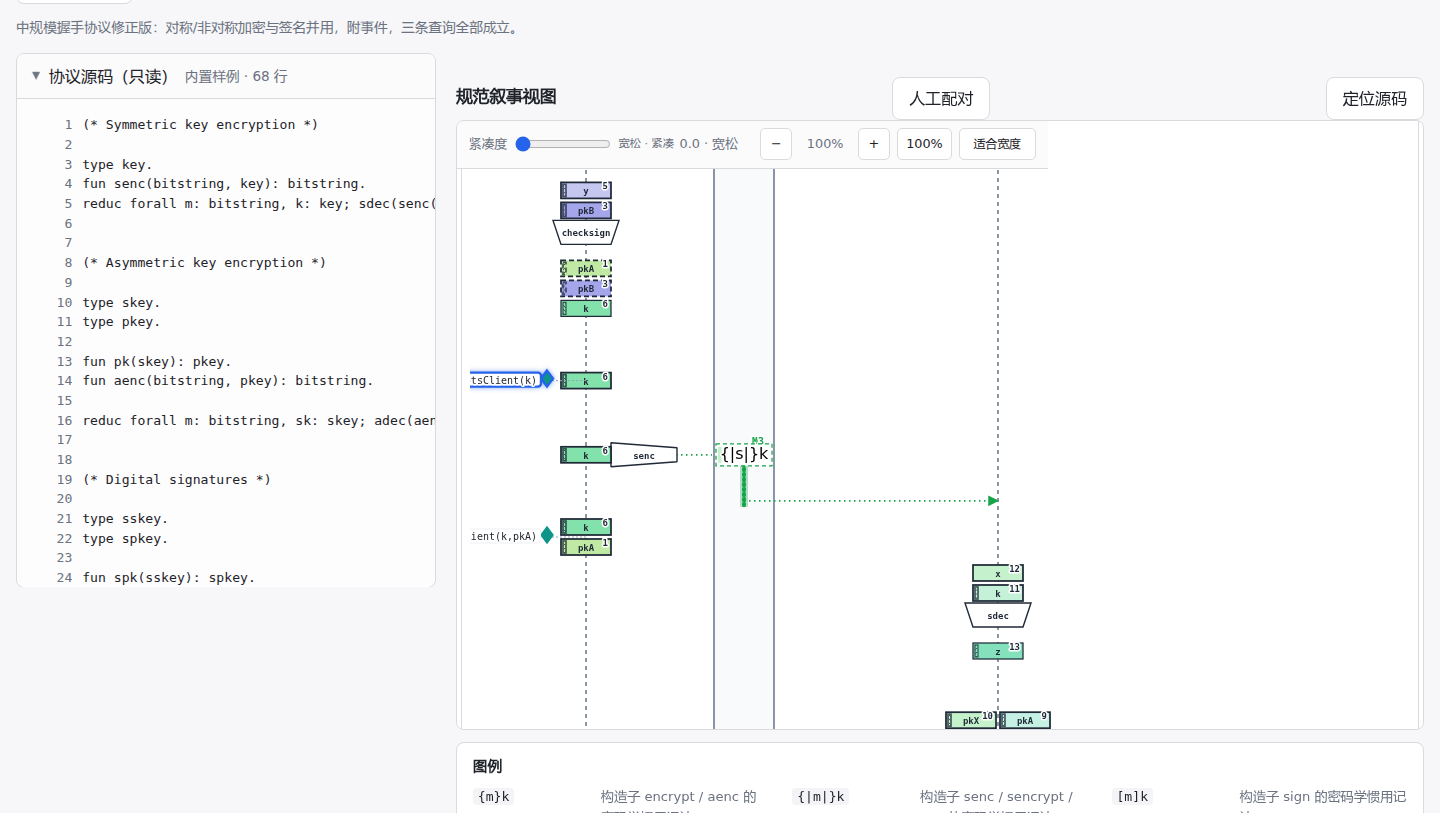 中规模握手协议修正版：对称/非对称加密与签名并用，附事件，三条查询全部成立。
▼ 协议源码（只读） 内置样例 · 68 行
1 (* Symmetric key encryption *)
2
3 type key.
4 fun senc(bitstring, key): bitstring.
5 reduc forall m: bitstring, k: key; sdec(senc(
6
7
8 (* Asymmetric key encryption *)
9
10 type skey.
11 type pkey.
12
13 fun pk(skey): pkey.
14 fun aenc(bitstring, pkey): bitstring.
15
16 reduc forall m: bitstring, sk: skey; adec(aen
17
18
19 (* Digital signatures *)
20
21 type sskey.
22 type spkey.
23
24 fun spk(sskey): spkey.
规范叙事视图
人工配对
定位源码
紧凑度 宽松 · 紧凑 0.0 · 宽松 − 100% + 100% 适合宽度
y 5
pkB 3
checksign
pkA 1
pkB 3
k 6
tsClient(k) k 6
M3
k 6 senc {|s|}k
k 6
ient(k,pkA)
pkA 1
x 12
k 11
sdec
z 13
pkX 10 pkA 9
图例
{m}k 构造子 encrypt / aenc 的
{|m|}k 构造子 senc / sencrypt /
[m]k 构造子 sign 的密码学惯用记